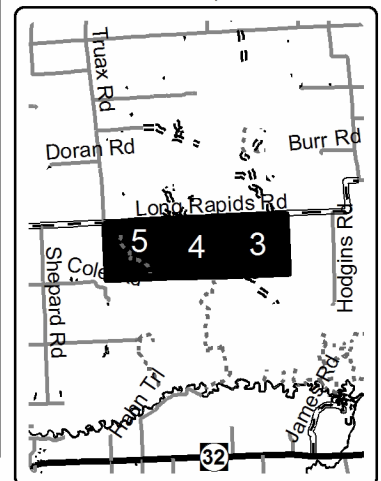 Truax Rd
Doran Rd
Burr Rd
Long Rapids Rd
5 4 3
Shepard Rd
Hodgins Rd
Hahn Trl
James Rd
32